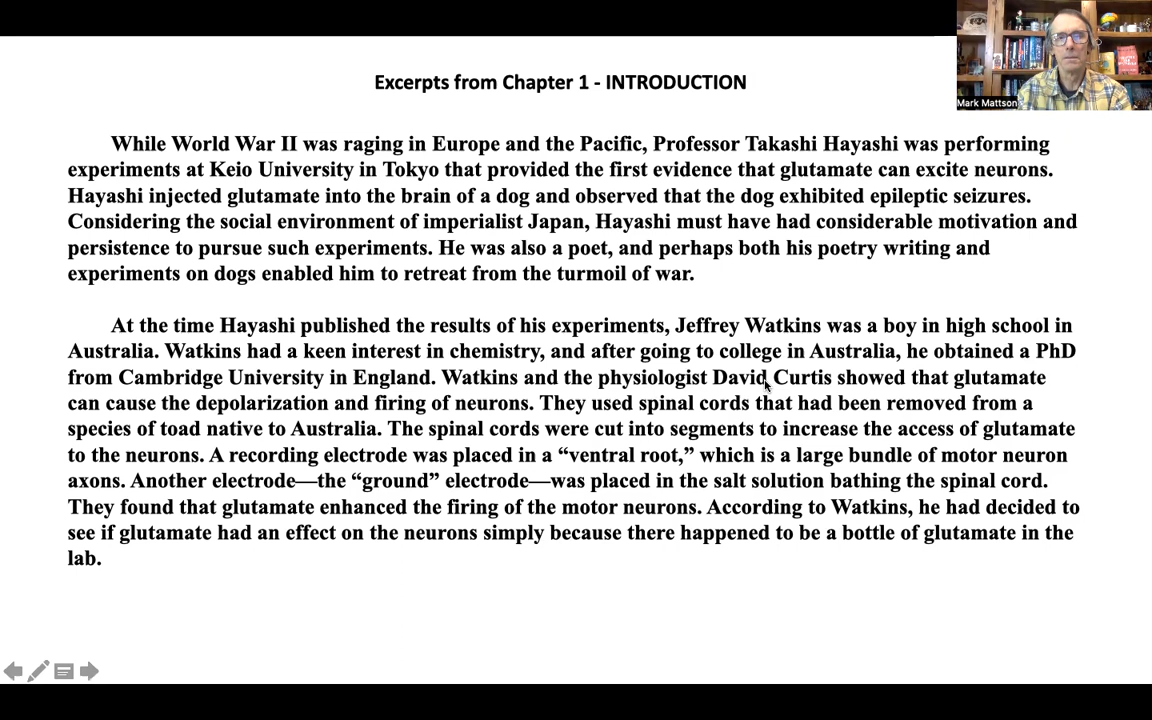 Excerpts from Chapter 1 - INTRODUCTION
Mark Mattson
While World War II was raging in Europe and the Pacific, Professor Takashi Hayashi was performing
experiments at Keio University in Tokyo that provided the first evidence that glutamate can excite neurons.
Hayashi injected glutamate into the brain of a dog and observed that the dog exhibited epileptic seizures.
Considering the social environment of imperialist Japan, Hayashi must have had considerable motivation and
persistence to pursue such experiments. He was also a poet, and perhaps both his poetry writing and
experiments on dogs enabled him to retreat from the turmoil of war.
At the time Hayashi published the results of his experiments, Jeffrey Watkins was a boy in high school in
Australia. Watkins had a keen interest in chemistry, and after going to college in Australia, he obtained a PhD
from Cambridge University in England. Watkins and the physiologist David Curtis showed that glutamate
can cause the depolarization and firing of neurons. They used spinal cords that had been removed from a
species of toad native to Australia. The spinal cords were cut into segments to increase the access of glutamate
to the neurons. A recording electrode was placed in a “ventral root,” which is a large bundle of motor neuron
axons. Another electrode—the “ground” electrode—was placed in the salt solution bathing the spinal cord.
They found that glutamate enhanced the firing of the motor neurons. According to Watkins, he had decided to
see if glutamate had an effect on the neurons simply because there happened to be a bottle of glutamate in the
lab.